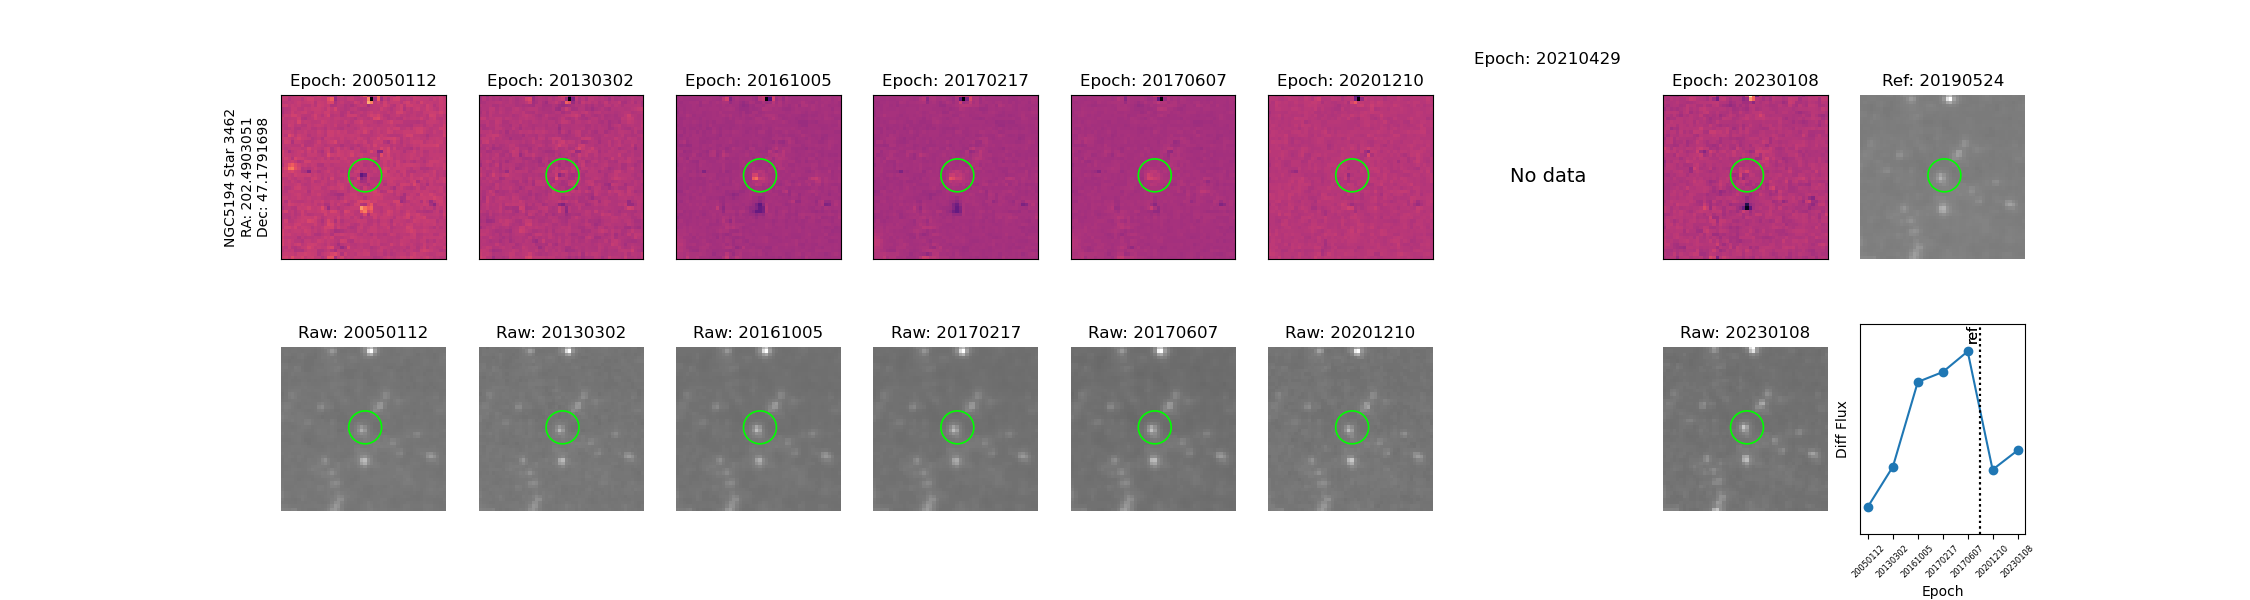 Epoch: 20050112
Epoch: 20130302
Epoch: 20161005
Epoch: 20170217
Epoch: 20170607
Epoch: 20201210
Epoch: 20210429
Epoch: 20230108
Ref: 20190524
NGC5194 Star 3462
RA: 202.4903051
Dec: 47.1791698
No data
Raw: 20050112
Raw: 20130302
Raw: 20161005
Raw: 20170217
Raw: 20170607
Raw: 20201210
Raw: 20230108
ref
Diff Flux
20050112
20130302
20161005
20170217
20170607
20201210
20230108
Epoch